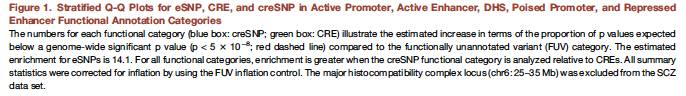 Figure 1. Stratified Q-Q Plots for eSNP, CRE, and creSNP in Active Promoter, Active Enhancer, DHS, Poised Promoter, and Repressed
Enhancer Functional Annotation Categories
The numbers for each functional category (blue box: creSNP; green box: CRE) illustrate the estimated increase in terms of the proportion of p values expected
below a genome-wide significant p value (p < 5 × 10⁻⁸; red dashed line) compared to the functionally unannotated variant (FUV) category. The estimated
enrichment for eSNPs is 14.1. For all functional categories, enrichment is greater when the creSNP functional category is analyzed relative to CREs. All summary
statistics were corrected for inflation by using the FUV inflation control. The major histocompatibility complex locus (chr6: 25–35 Mb) was excluded from the SCZ
data set.